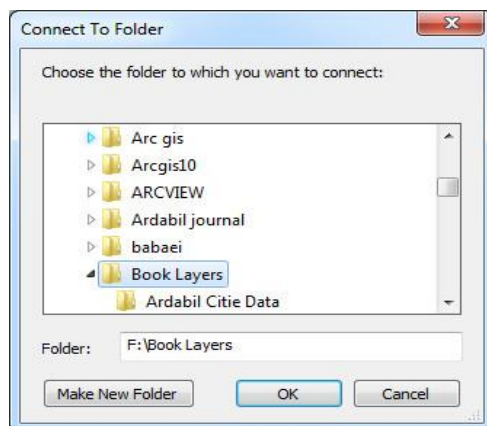 Connect To Folder
Choose the folder to which you want to connect:
Arc gis
Arcgis10
ARCVIEW
Ardabil journal
babaei
Book Layers
Ardabil Citie Data
Folder: F:\Book Layers
Make New Folder OK Cancel